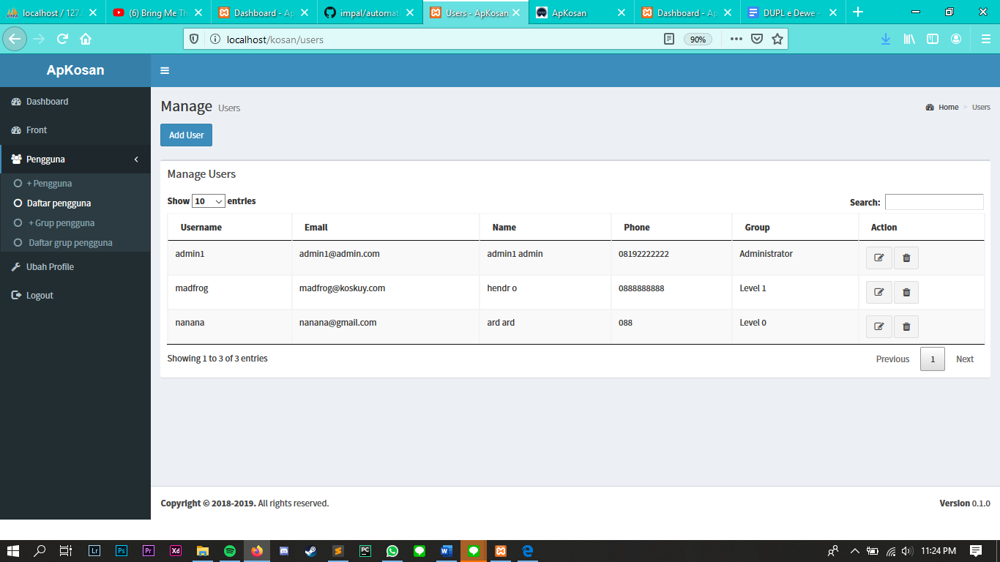 localhost / 127.
(6) Bring Me Th
Dashboard - Ap
impal/automat
Users - ApKosan
ApKosan
Dashboard - Ap
DUPL e Dewe -
localhost/kosan/users
90%
ApKosan
Dashboard
Front
Pengguna
+ Pengguna
Daftar pengguna
+ Grup pengguna
Daftar grup pengguna
Ubah Profile
Logout
Manage Users
Home > Users
Add User
Manage Users
Show 10 entries
Search:
Username Email Name Phone Group Action
admin1 admin1@admin.com admin1 admin 08192222222 Administrator
madfrog madfrog@koskuy.com hendr o 0888888888 Level 1
nanana nanana@gmail.com ard ard 088 Level 0
Showing 1 to 3 of 3 entries
Previous 1 Next
Copyright © 2018-2019. All rights reserved.
Version 0.1.0
Lr Ps Pr Xd
PC
11:24 PM